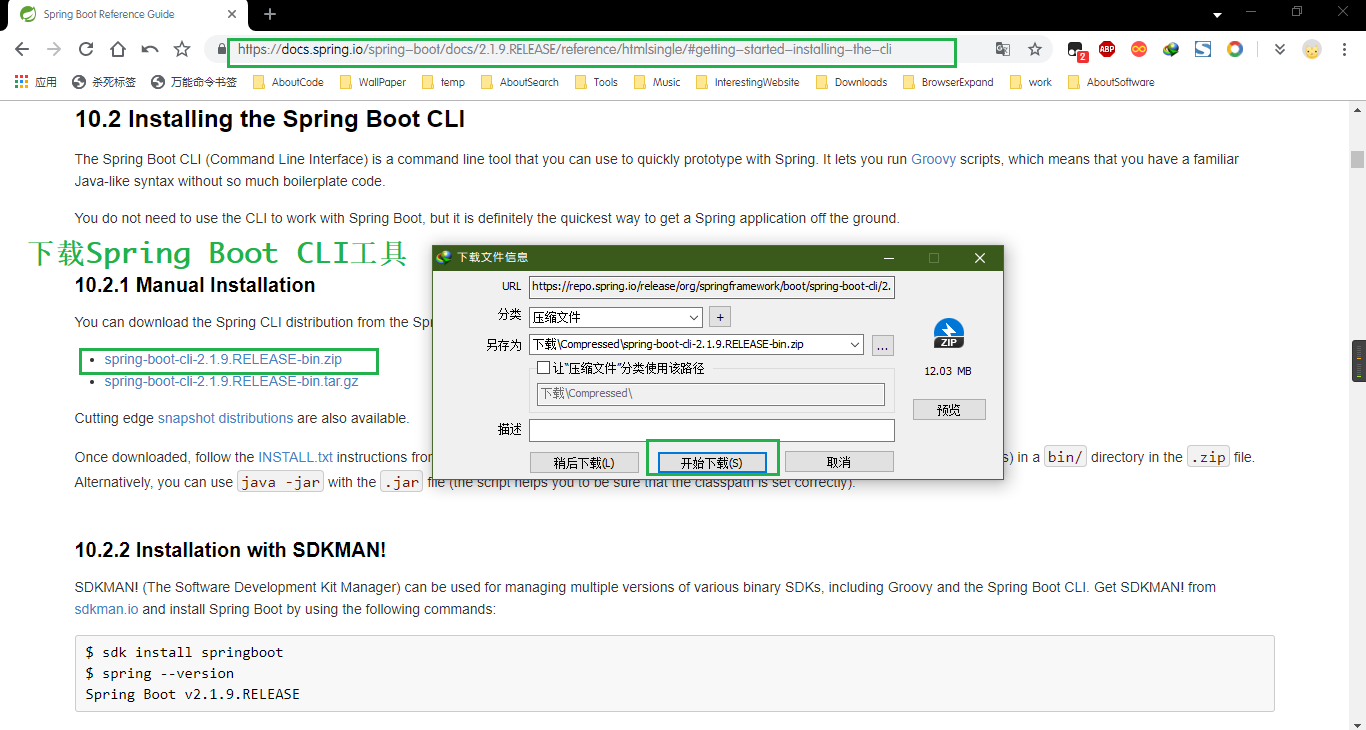 Spring Boot Reference Guide
https://docs.spring.io/spring-boot/docs/2.1.9.RELEASE/reference/htmlsingle/#getting-started-installing-the-cli
2
ABP
应用
杀死标签
万能命令书签
AboutCode
WallPaper
temp
AboutSearch
Tools
Music
InterestingWebsite
Downloads
BrowserExpand
work
AboutSoftware
10.2 Installing the Spring Boot CLI
The Spring Boot CLI (Command Line Interface) is a command line tool that you can use to quickly prototype with Spring. It lets you run Groovy scripts, which means that you have a familiar
Java-like syntax without so much boilerplate code.
You do not need to use the CLI to work with Spring Boot, but it is definitely the quickest way to get a Spring application off the ground.
下载Spring Boot CLI工具
10.2.1 Manual Installation
You can download the Spring CLI distribution from the Spr
• spring-boot-cli-2.1.9.RELEASE-bin.zip
• spring-boot-cli-2.1.9.RELEASE-bin.tar.gz
Cutting edge snapshot distributions are also available.
Once downloaded, follow the INSTALL.txt instructions from
s) in a bin/ directory in the .zip file.
Alternatively, you can use java -jar with the .jar file (the script helps you to be sure that the classpath is set correctly).
下载文件信息
URL
https://repo.spring.io/release/org/springframework/boot/spring-boot-cli/2.
分类
压缩文件
+
另存为
下载\Compressed\spring-boot-cli-2.1.9.RELEASE-bin.zip
...
让"压缩文件"分类使用该路径
下载\Compressed\
描述
稍后下载(L)
开始下载(S)
取消
ZIP
12.03 MB
预览
10.2.2 Installation with SDKMAN!
SDKMAN! (The Software Development Kit Manager) can be used for managing multiple versions of various binary SDKs, including Groovy and the Spring Boot CLI. Get SDKMAN! from
sdkman.io and install Spring Boot by using the following commands:
$ sdk install springboot
$ spring --version
Spring Boot v2.1.9.RELEASE